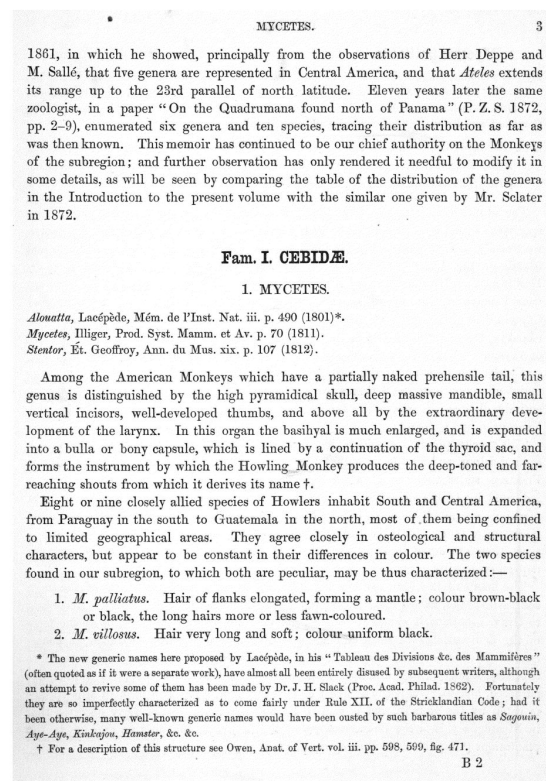 MYCETES. 3
1861, in which he showed, principally from the observations of Herr Deppe and
M. Sallé, that five genera are represented in Central America, and that Ateles extends
its range up to the 23rd parallel of north latitude. Eleven years later the same
zoologist, in a paper “On the Quadrumana found north of Panama” (P. Z. S. 1872,
pp. 2–9), enumerated six genera and ten species, tracing their distribution as far as
was then known. This memoir has continued to be our chief authority on the Monkeys
of the subregion; and further observation has only rendered it needful to modify it in
some details, as will be seen by comparing the table of the distribution of the genera
in the Introduction to the present volume with the similar one given by Mr. Sclater
in 1872.
Fam. I. CEBIDÆ.
1. MYCETES.
Alouatta, Lacépède, Mém. de l'Inst. Nat. iii. p. 490 (1801)*.
Mycetes, Illiger, Prod. Syst. Mamm. et Av. p. 70 (1811).
Stentor, Ét. Geoffroy, Ann. du Mus. xix. p. 107 (1812).
Among the American Monkeys which have a partially naked prehensile tail, this
genus is distinguished by the high pyramidical skull, deep massive mandible, small
vertical incisors, well-developed thumbs, and above all by the extraordinary deve-
lopment of the larynx. In this organ the basihyal is much enlarged, and is expanded
into a bulla or bony capsule, which is lined by a continuation of the thyroid sac, and
forms the instrument by which the Howling Monkey produces the deep-toned and far-
reaching shouts from which it derives its name †.
Eight or nine closely allied species of Howlers inhabit South and Central America,
from Paraguay in the south to Guatemala in the north, most of them being confined
to limited geographical areas. They agree closely in osteological and structural
characters, but appear to be constant in their differences in colour. The two species
found in our subregion, to which both are peculiar, may be thus characterized:—
1. M. palliatus. Hair of flanks elongated, forming a mantle; colour brown-black
or black, the long hairs more or less fawn-coloured.
2. M. villosus. Hair very long and soft; colour uniform black.
* The new generic names here proposed by Lacépède, in his “Tableau des Divisions &c. des Mammifères”
(often quoted as if it were a separate work), have almost all been entirely disused by subsequent writers, although
an attempt to revive some of them has been made by Dr. J. H. Slack (Proc. Acad. Philad. 1862). Fortunately
they are so imperfectly characterized as to come fairly under Rule XII. of the Stricklandian Code; had it
been otherwise, many well-known generic names would have been ousted by such barbarous titles as Sagouin,
Aye-Aye, Kinkajou, Hamster, &c. &c.
† For a description of this structure see Owen, Anat. of Vert. vol. iii. pp. 598, 599, fig. 471.
B 2